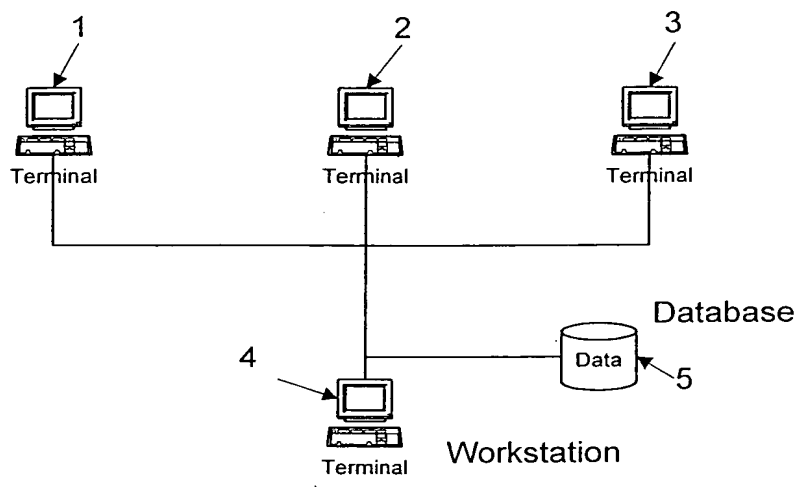 1
2
3
Terminal
Terminal
Terminal
Database
4
Data
5
Workstation
Terminal